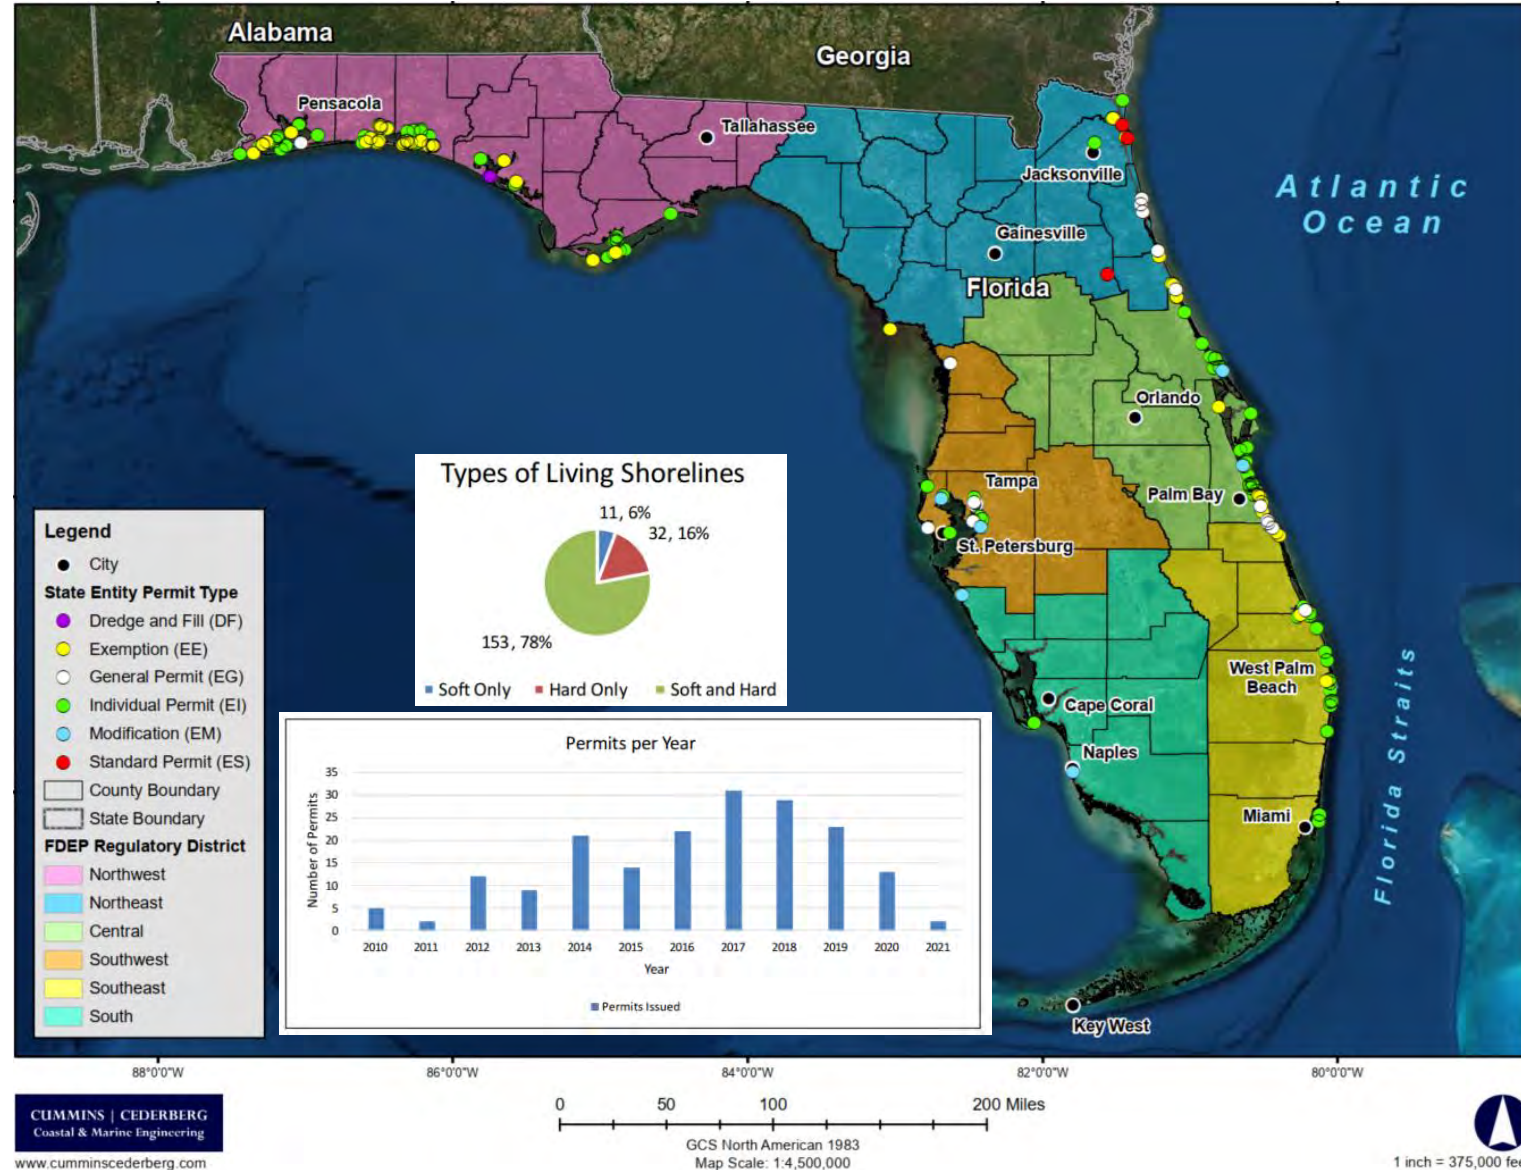 Alabama
Georgia
Pensacola
Tallahassee
Jacksonville
Atlantic
Ocean
Gainesville
Florida
Orlando
Tampa
Palm Bay
St. Petersburg
West Palm
Beach
Cape Coral
Naples
Miami
Key West
Florida Straits
Types of Living Shorelines
11, 6%
32, 16%
153, 78%
Soft Only
Hard Only
Soft and Hard
Permits per Year
Number of Permits
35
30
25
20
15
10
5
0
2010 2011 2012 2013 2014 2015 2016 2017 2018 2019 2020 2021
Year
Permits Issued
Legend
City
State Entity Permit Type
Dredge and Fill (DF)
Exemption (EE)
General Permit (EG)
Individual Permit (EI)
Modification (EM)
Standard Permit (ES)
County Boundary
State Boundary
FDEP Regulatory District
Northwest
Northeast
Central
Southwest
Southeast
South
88°0'0"W 86°0'0"W 84°0'0"W 82°0'0"W 80°0'0"W
CUMMINS | CEDERBERG
Coastal & Marine Engineering
www.cumminscederberg.com
0 50 100 200 Miles
GCS North American 1983
Map Scale: 1:4,500,000
1 inch = 375,000 fee